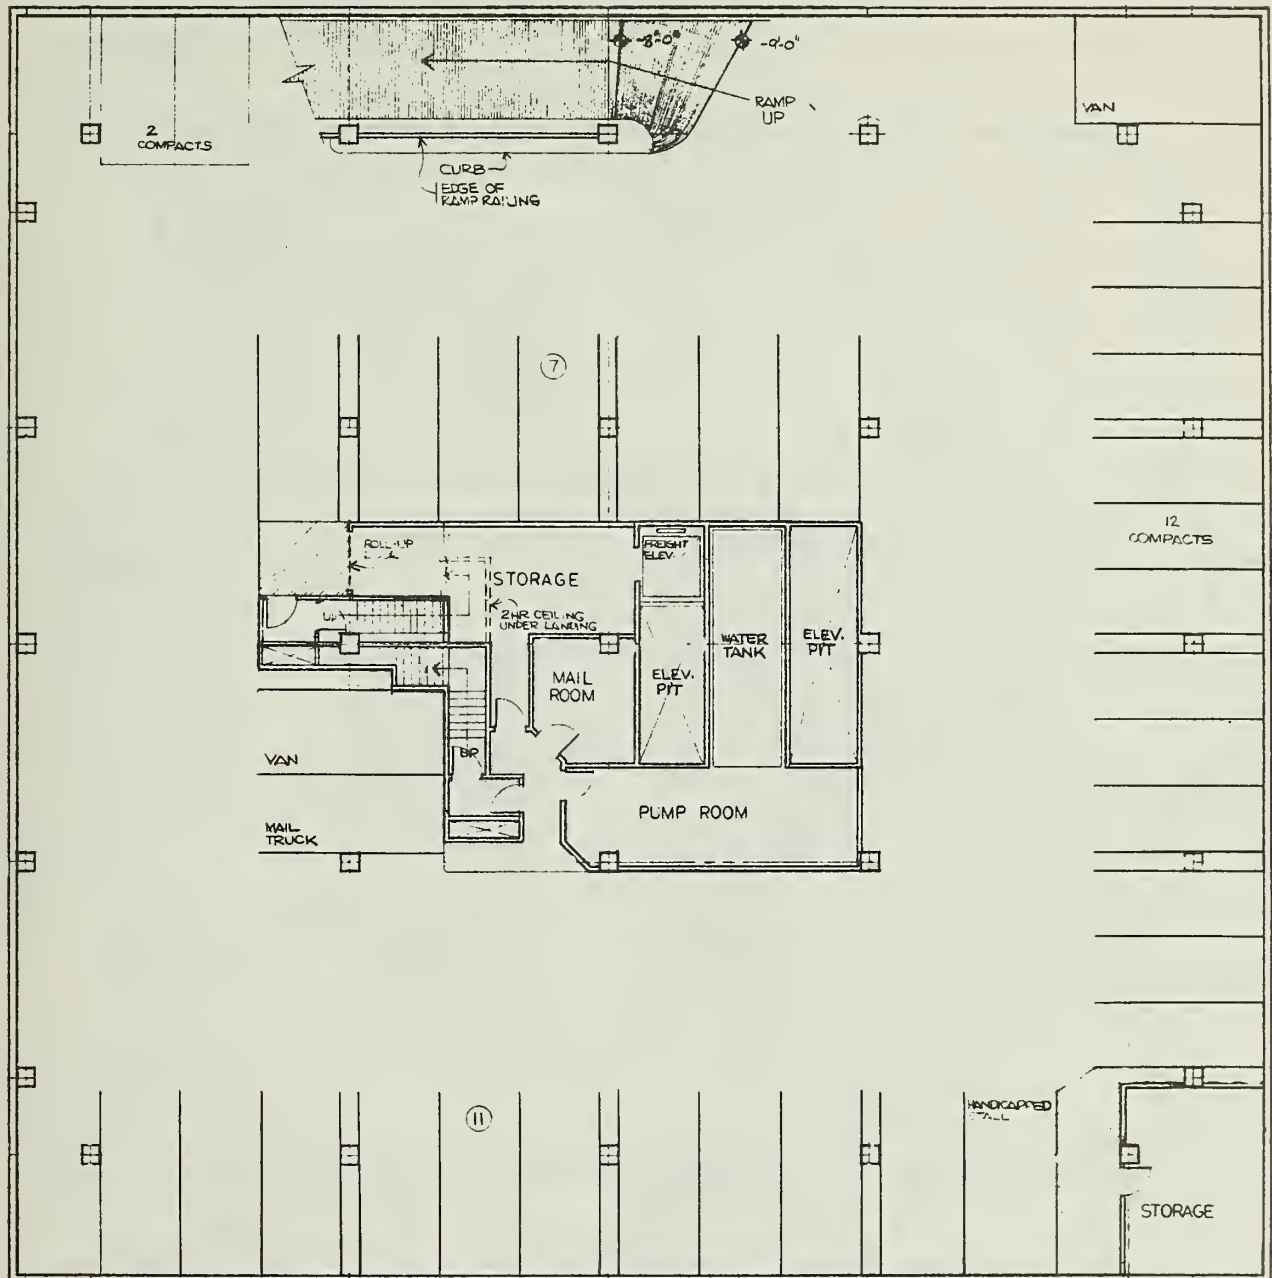 -8'-0"
-9'-0"
RAMP
UP
VAN
2
COMPACTS
CURB
EDGE OF
RAMP RAILING
7
12
COMPACTS
ROLL-UP
FREIGHT
ELEV.
STORAGE
2 HR CEILING
UNDER LANDING
UP
WATER
TANK
ELEV.
PIT
MAIL
ROOM
ELEV.
PIT
VAN
UP
MAIL
TRUCK
PUMP ROOM
11
HANDICAPPED
STALL
STORAGE